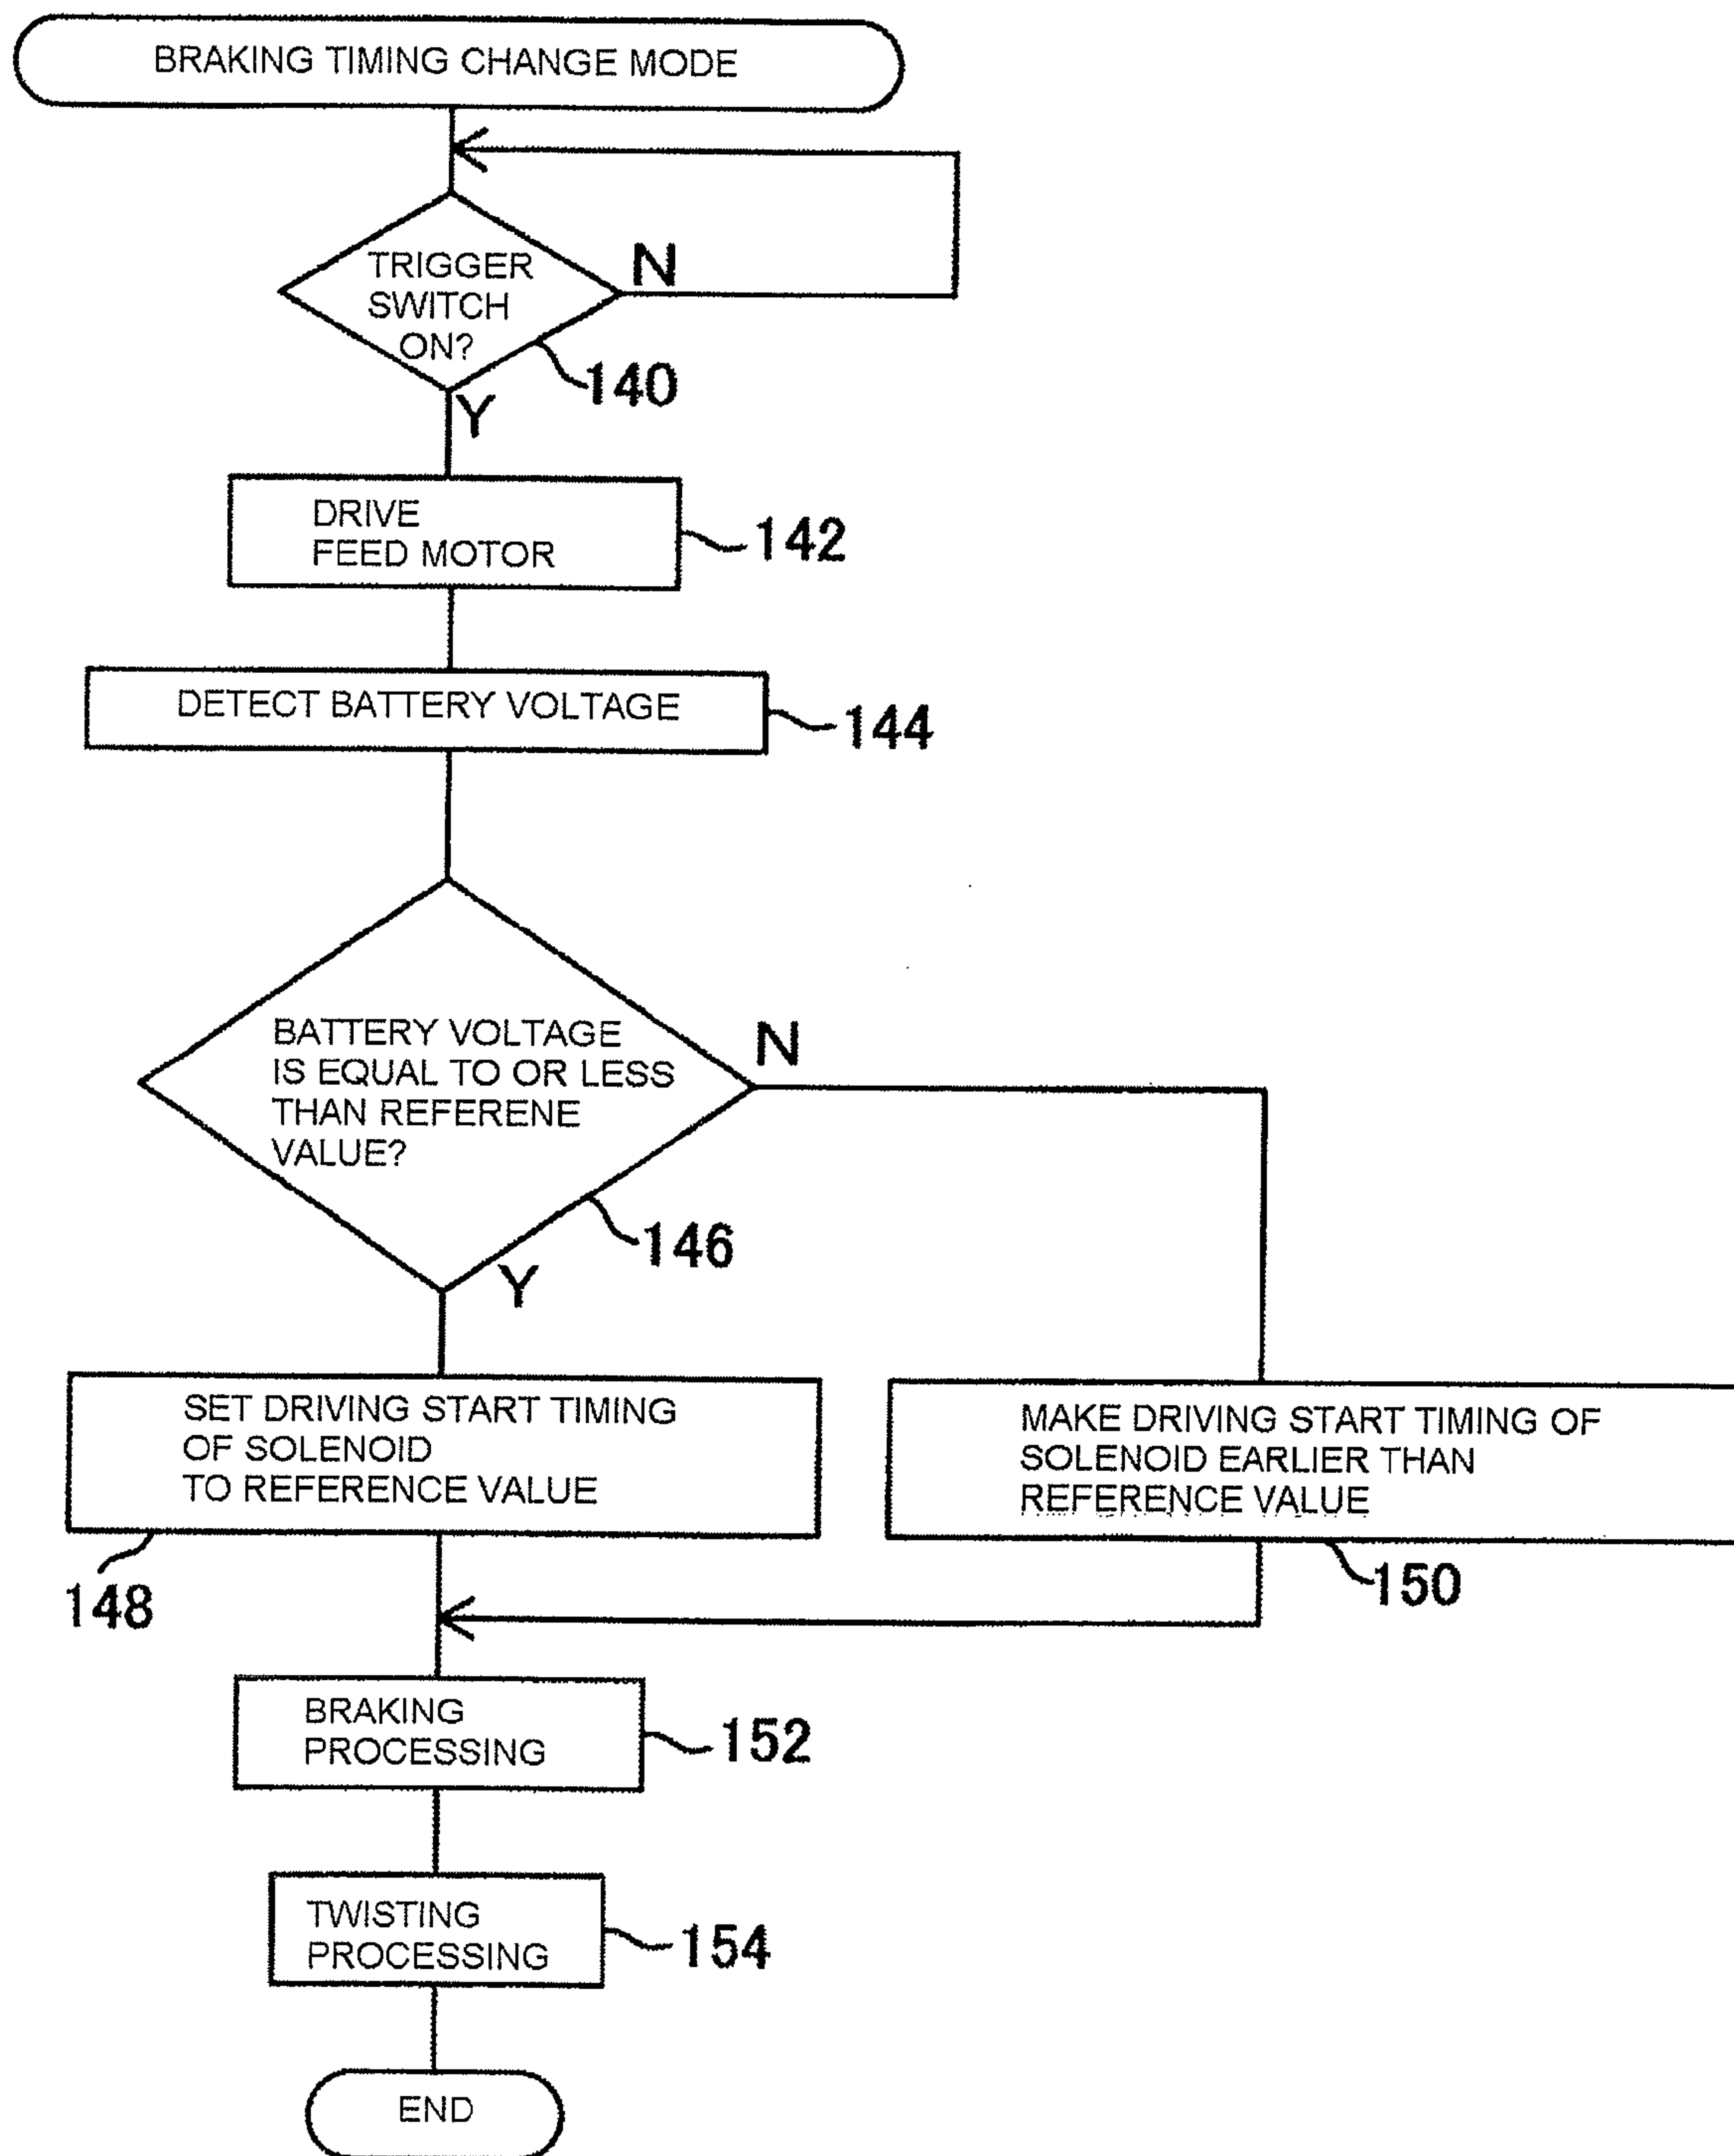 BRAKING TIMING CHANGE MODE
TRIGGER
SWITCH
ON?
N
140
Y
DRIVE
FEED MOTOR
142
DETECT BATTERY VOLTAGE
144
BATTERY VOLTAGE
IS EQUAL TO OR LESS
THAN REFERENE
VALUE?
N
146
Y
SET DRIVING START TIMING
OF SOLENOID
TO REFERENCE VALUE
148
MAKE DRIVING START TIMING OF
SOLENOID EARLIER THAN
REFERENCE VALUE
150
BRAKING
PROCESSING
152
TWISTING
PROCESSING
154
END